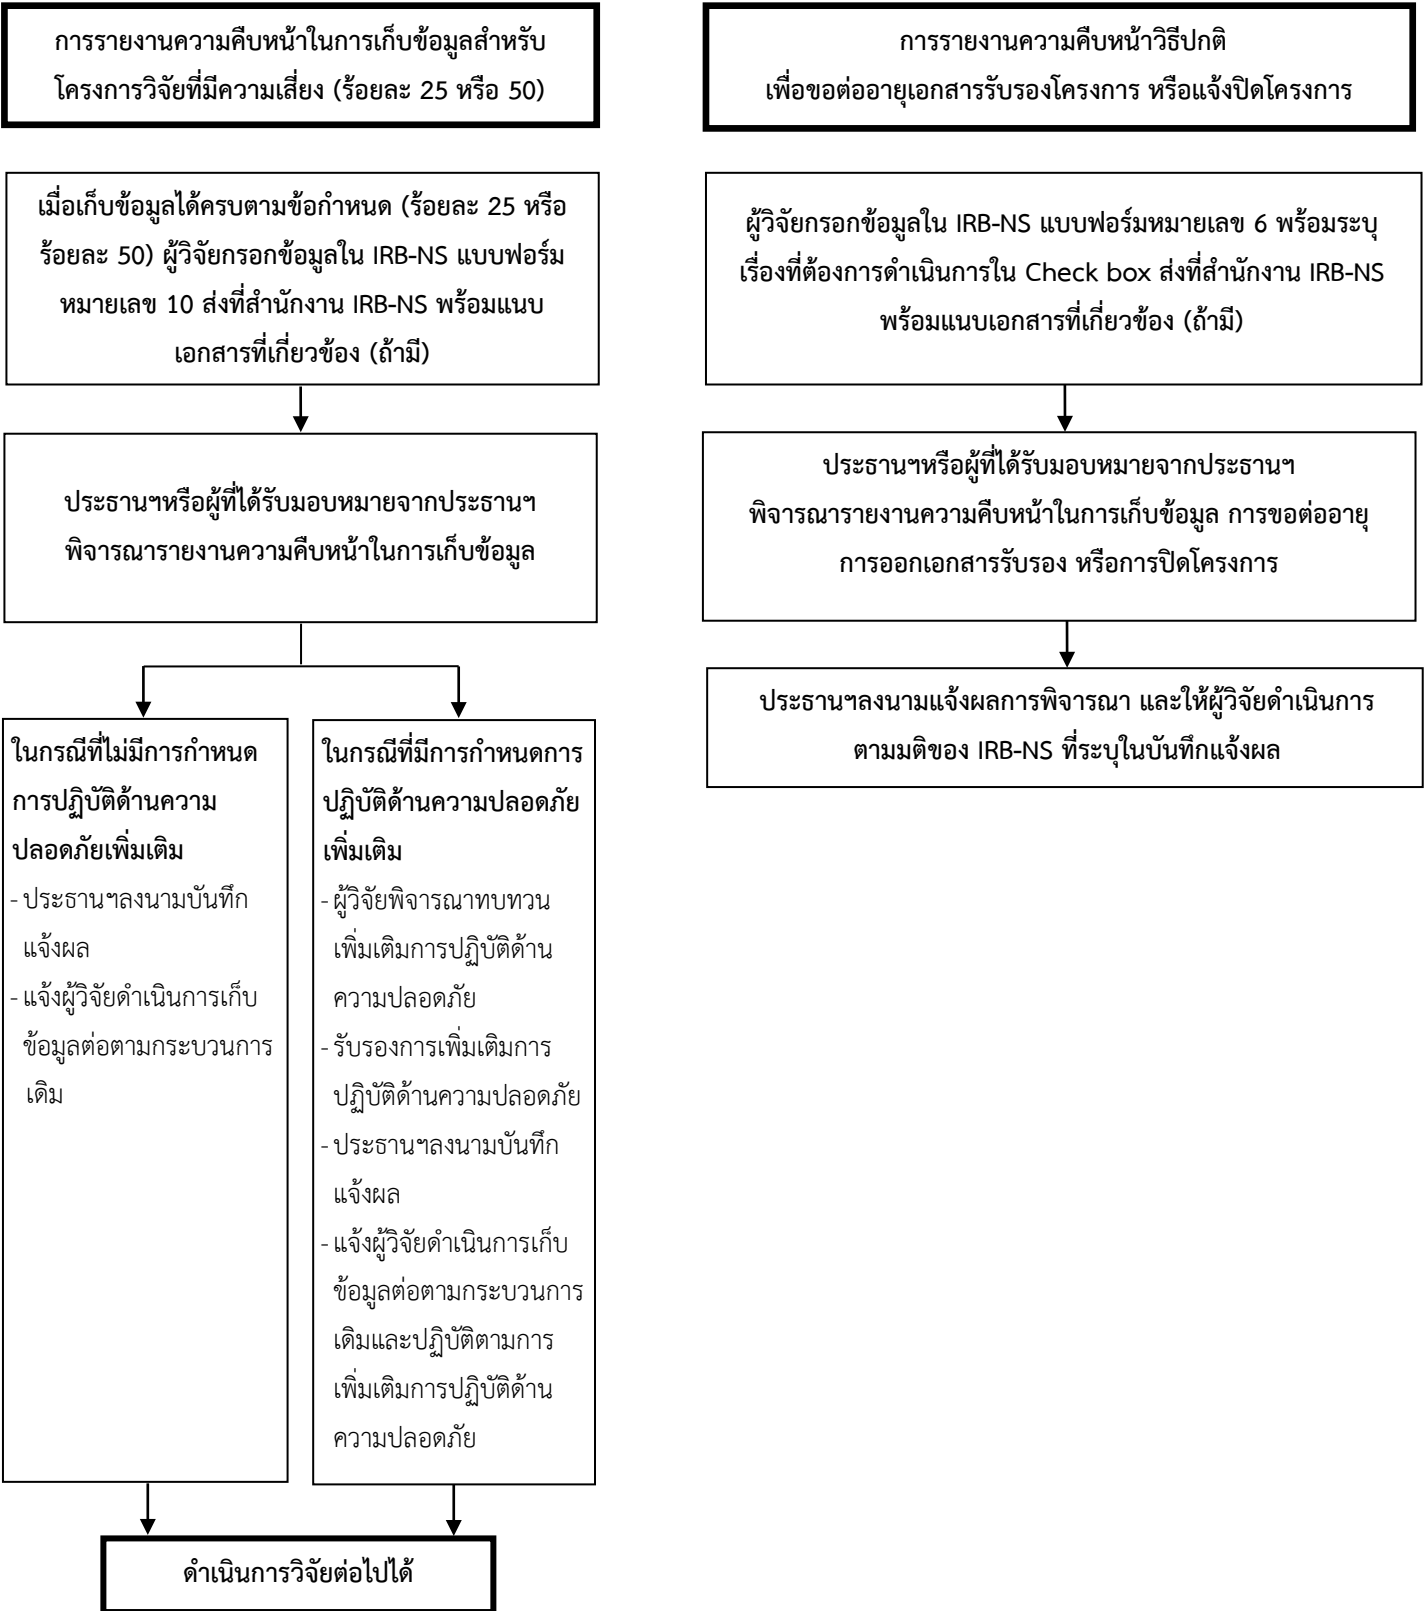 การรายงานความคืบหน้าในการเก็บข้อมูลสำหรับ
โครงการวิจัยที่มีความเสี่ยง (ร้อยละ 25 หรือ 50)
เมื่อเก็บข้อมูลได้ครบตามข้อกำหนด (ร้อยละ 25 หรือ
ร้อยละ 50) ผู้วิจัยกรอกข้อมูลใน IRB-NS แบบฟอร์ม
หมายเลข 10 ส่งที่สำนักงาน IRB-NS พร้อมแนบ
เอกสารที่เกี่ยวข้อง (ถ้ามี)
ประธานฯหรือผู้ที่ได้รับมอบหมายจากประธานฯ
พิจารณารายงานความคืบหน้าในการเก็บข้อมูล
ในกรณีที่ไม่มีการกำหนด
การปฏิบัติด้านความ
ปลอดภัยเพิ่มเติม
- ประธานฯลงนามบันทึก
แจ้งผล
- แจ้งผู้วิจัยดำเนินการเก็บ
ข้อมูลต่อตามกระบวนการ
เดิม
ในกรณีที่มีการกำหนดการ
ปฏิบัติด้านความปลอดภัย
เพิ่มเติม
- ผู้วิจัยพิจารณาทบทวน
เพิ่มเติมการปฏิบัติด้าน
ความปลอดภัย
- รับรองการเพิ่มเติมการ
ปฏิบัติด้านความปลอดภัย
- ประธานฯลงนามบันทึก
แจ้งผล
- แจ้งผู้วิจัยดำเนินการเก็บ
ข้อมูลต่อตามกระบวนการ
เดิมและปฏิบัติตามการ
เพิ่มเติมการปฏิบัติด้าน
ความปลอดภัย
ดำเนินการวิจัยต่อไปได้
การรายงานความคืบหน้าวิธีปกติ
เพื่อขอต่ออายุเอกสารรับรองโครงการ หรือแจ้งปิดโครงการ
ผู้วิจัยกรอกข้อมูลใน IRB-NS แบบฟอร์มหมายเลข 6 พร้อมระบุ
เรื่องที่ต้องการดำเนินการใน Check box ส่งที่สำนักงาน IRB-NS
พร้อมแนบเอกสารที่เกี่ยวข้อง (ถ้ามี)
ประธานฯหรือผู้ที่ได้รับมอบหมายจากประธานฯ
พิจารณารายงานความคืบหน้าในการเก็บข้อมูล การขอต่ออายุ
การออกเอกสารรับรอง หรือการปิดโครงการ
ประธานฯลงนามแจ้งผลการพิจารณา และให้ผู้วิจัยดำเนินการ
ตามมติของ IRB-NS ที่ระบุในบันทึกแจ้งผล